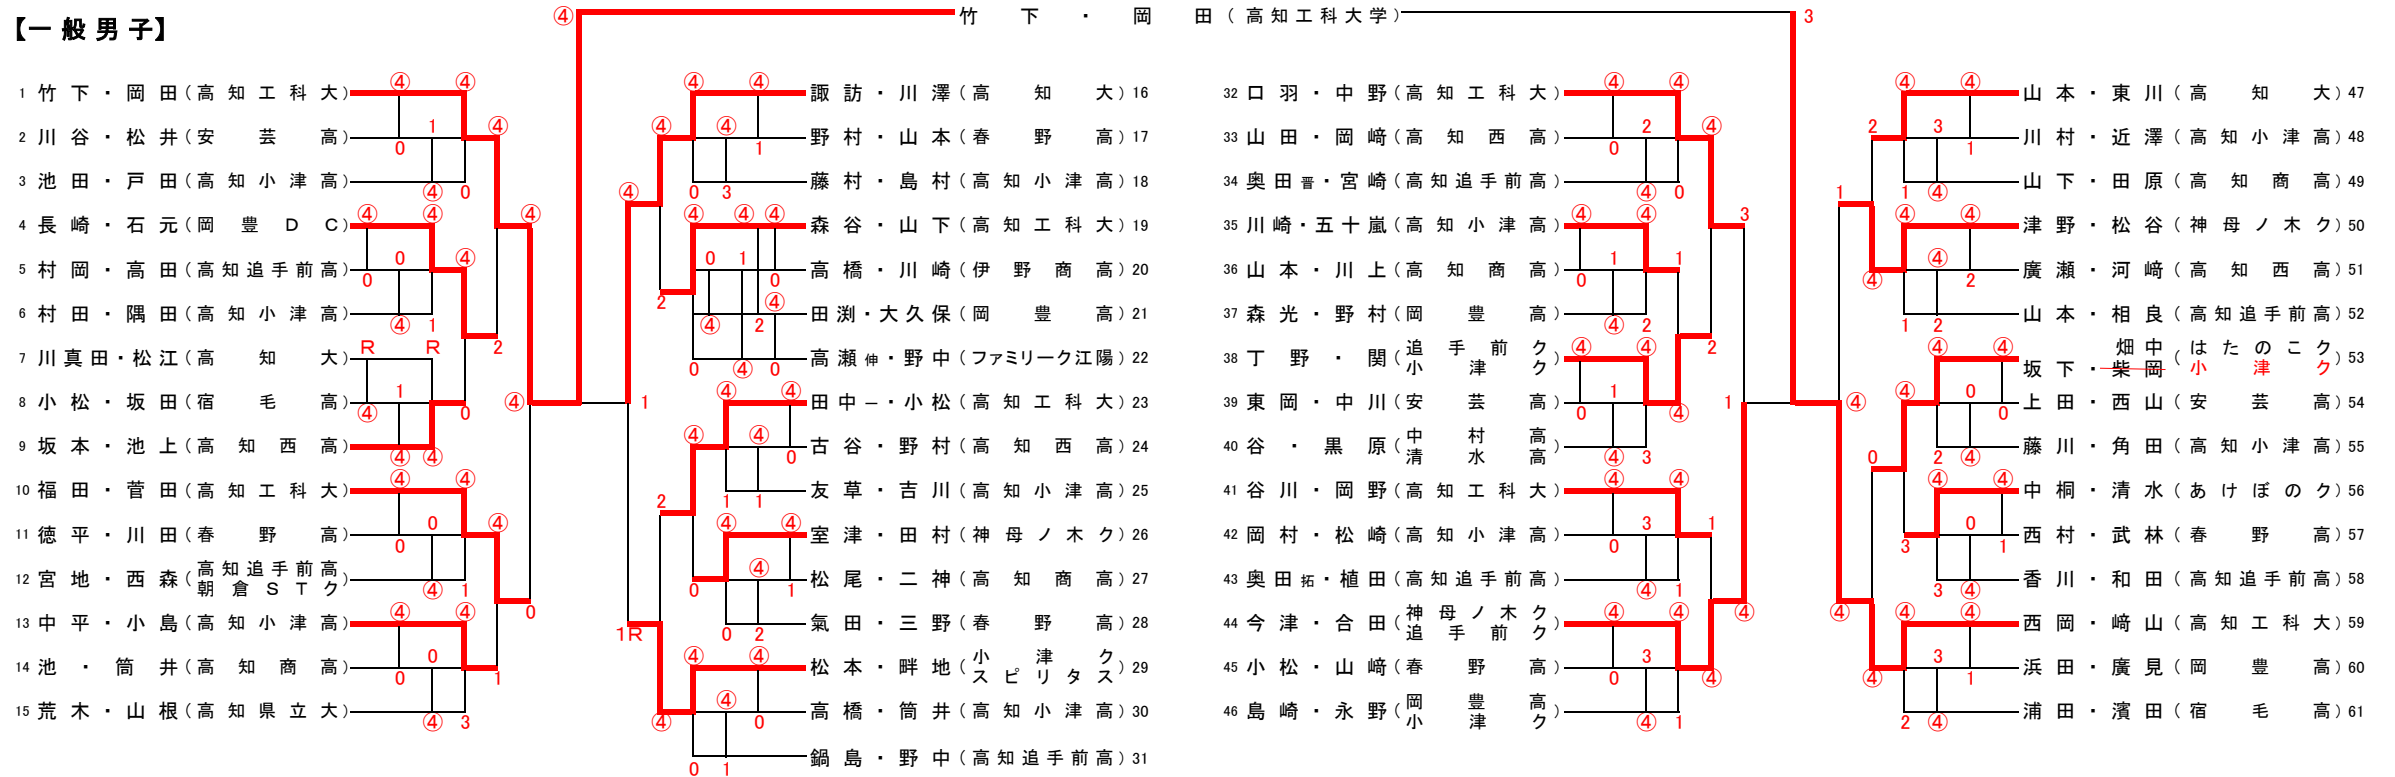 【一般男子】
④ 竹下・岡田(高知工科大学) 3
1 竹下・岡田(高知工科大)
2 川谷・松井(安芸高)
3 池田・戸田(高知小津高)
4 長崎・石元(岡豊DC)
5 村岡・高田(高知追手前高)
6 村田・隅田(高知小津高)
7 川真田・松江(高知大)
8 小松・坂田(宿毛高)
9 坂本・池上(高知西高)
10 福田・菅田(高知工科大)
11 徳平・川田(春野高)
12 宮地・西森(高知追手前高
朝倉STク)
13 中平・小島(高知小津高)
14 池・筒井(高知商高)
15 荒木・山根(高知県立大)
諏訪・川澤(高知大)16
野村・山本(春野高)17
藤村・島村(高知小津高)18
森谷・山下(高知工科大)19
高橋・川崎(伊野商高)20
田渕・大久保(岡豊高)21
高瀬伸・野中(ファミリーク江陽)22
田中一・小松(高知工科大)23
古谷・野村(高知西高)24
友草・吉川(高知小津高)25
室津・田村(神母ノ木ク)26
松尾・二神(高知商高)27
氣田・三野(春野高)28
松本・畔地(小津ク
スピリタス)29
高橋・筒井(高知小津高)30
鍋島・野中(高知追手前高)31
32 口羽・中野(高知工科大)
33 山田・岡﨑(高知西高)
34 奥田晋・宮崎(高知追手前高)
35 川崎・五十嵐(高知小津高)
36 山本・川上(高知商高)
37 森光・野村(岡豊高)
38 丁野・関(追手前ク
小津ク)
39 東岡・中川(安芸高)
40 谷・黒原(中村高
清水高)
41 谷川・岡野(高知工科大)
42 岡村・松崎(高知小津高)
43 奥田拓・植田(高知追手前高)
44 今津・合田(神母ノ木ク
追手前ク)
45 小松・山﨑(春野高)
46 島崎・永野(岡豊高
小津ク)
山本・東川(高知大)47
川村・近澤(高知小津高)48
山下・田原(高知商高)49
津野・松谷(神母ノ木ク)50
廣瀬・河﨑(高知西高)51
山本・相良(高知追手前高)52
畑中(はたのこク
坂下・柴岡 小津ク)53
上田・西山(安芸高)54
藤川・角田(高知小津高)55
中桐・清水(あけぼのク)56
西村・武林(春野高)57
香川・和田(高知追手前高)58
西岡・﨑山(高知工科大)59
浜田・廣見(岡豊高)60
浦田・濱田(宿毛高)61